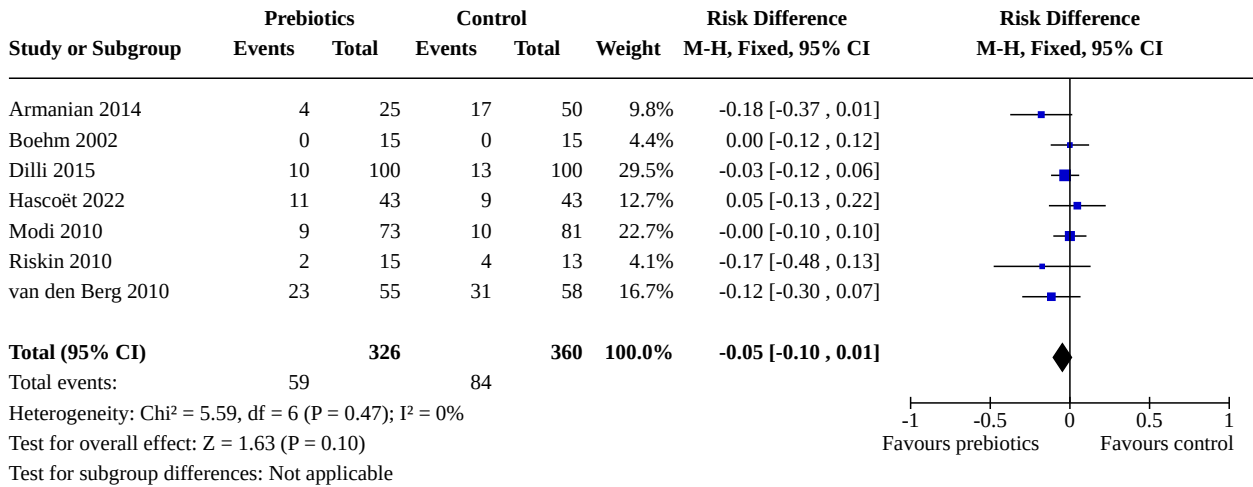 Prebiotics Control Risk Difference Risk Difference
Study or Subgroup Events Total Events Total Weight M-H, Fixed, 95% CI M-H, Fixed, 95% CI
Armanian 2014 4 25 17 50 9.8% -0.18 [-0.37 , 0.01]
Boehm 2002 0 15 0 15 4.4% 0.00 [-0.12 , 0.12]
Dilli 2015 10 100 13 100 29.5% -0.03 [-0.12 , 0.06]
Hascoët 2022 11 43 9 43 12.7% 0.05 [-0.13 , 0.22]
Modi 2010 9 73 10 81 22.7% -0.00 [-0.10 , 0.10]
Riskin 2010 2 15 4 13 4.1% -0.17 [-0.48 , 0.13]
van den Berg 2010 23 55 31 58 16.7% -0.12 [-0.30 , 0.07]
Total (95% CI) 326 360 100.0% -0.05 [-0.10 , 0.01]
Total events: 59 84
Heterogeneity: Chi² = 5.59, df = 6 (P = 0.47); I² = 0%
-1 -0.5 0 0.5 1
Test for overall effect: Z = 1.63 (P = 0.10) Favours prebiotics Favours control
Test for subgroup differences: Not applicable